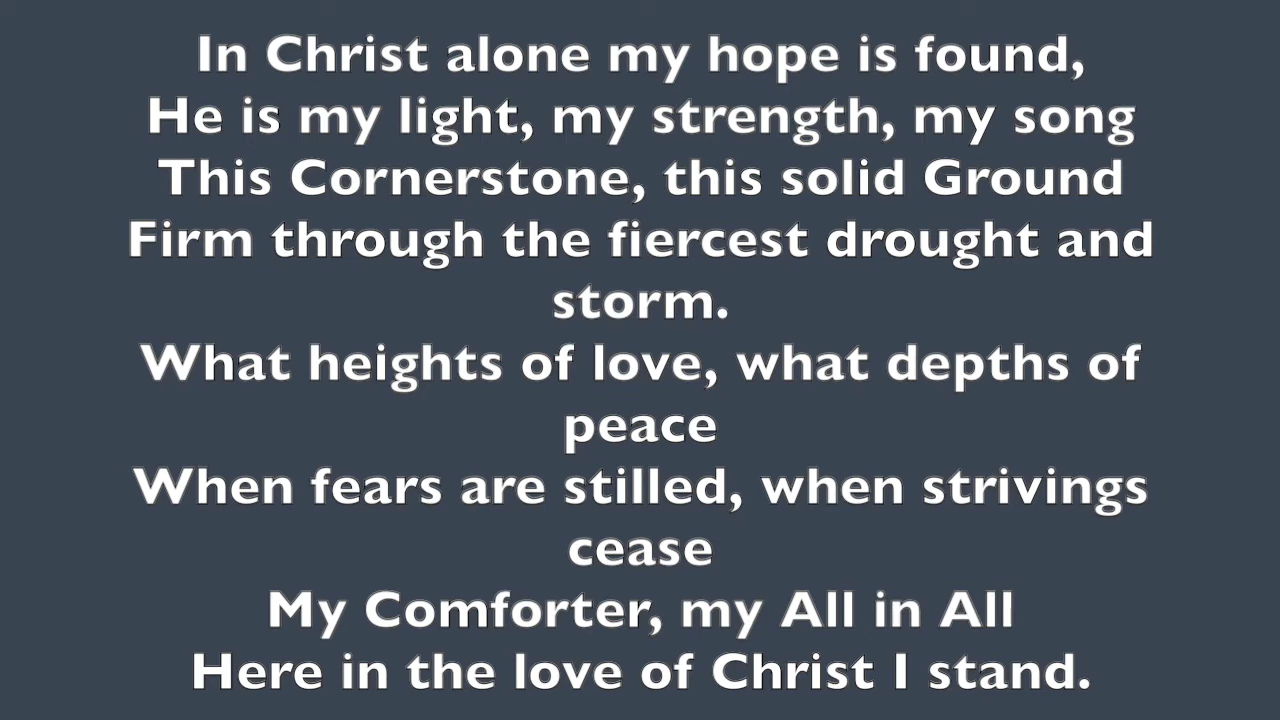 In Christ alone my hope is found,
He is my light, my strength, my song
This Cornerstone, this solid Ground
Firm through the fiercest drought and
storm.
What heights of love, what depths of
peace
When fears are stilled, when strivings
cease
My Comforter, my All in All
Here in the love of Christ I stand.